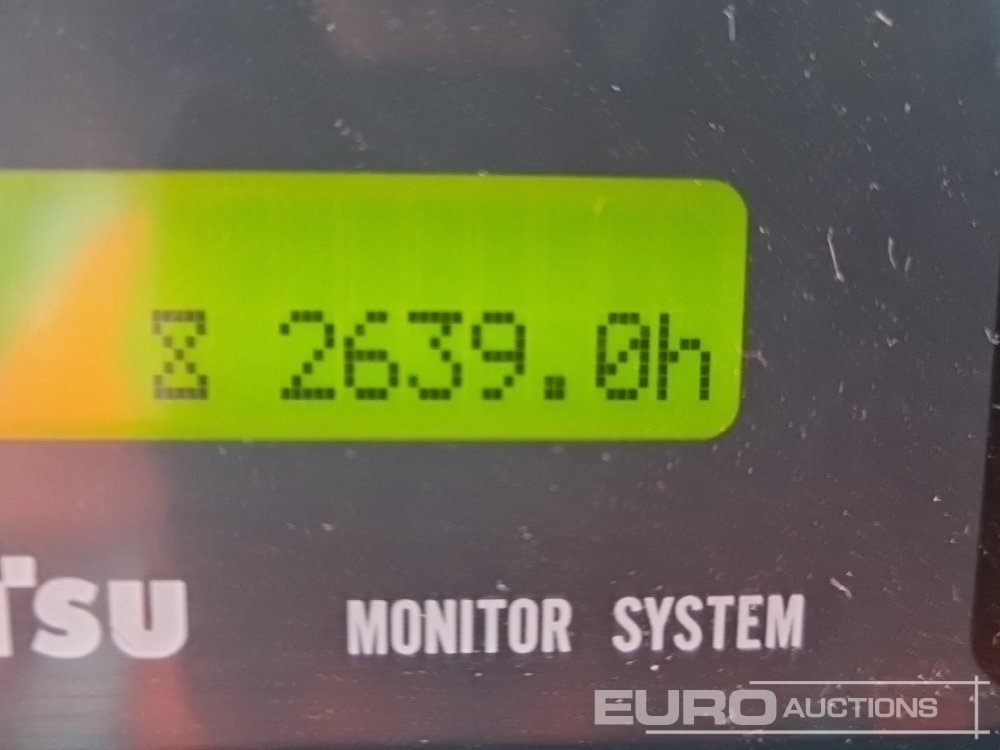 2639.0h
TSU MONITOR SYSTEM
EURO AUCTIONS